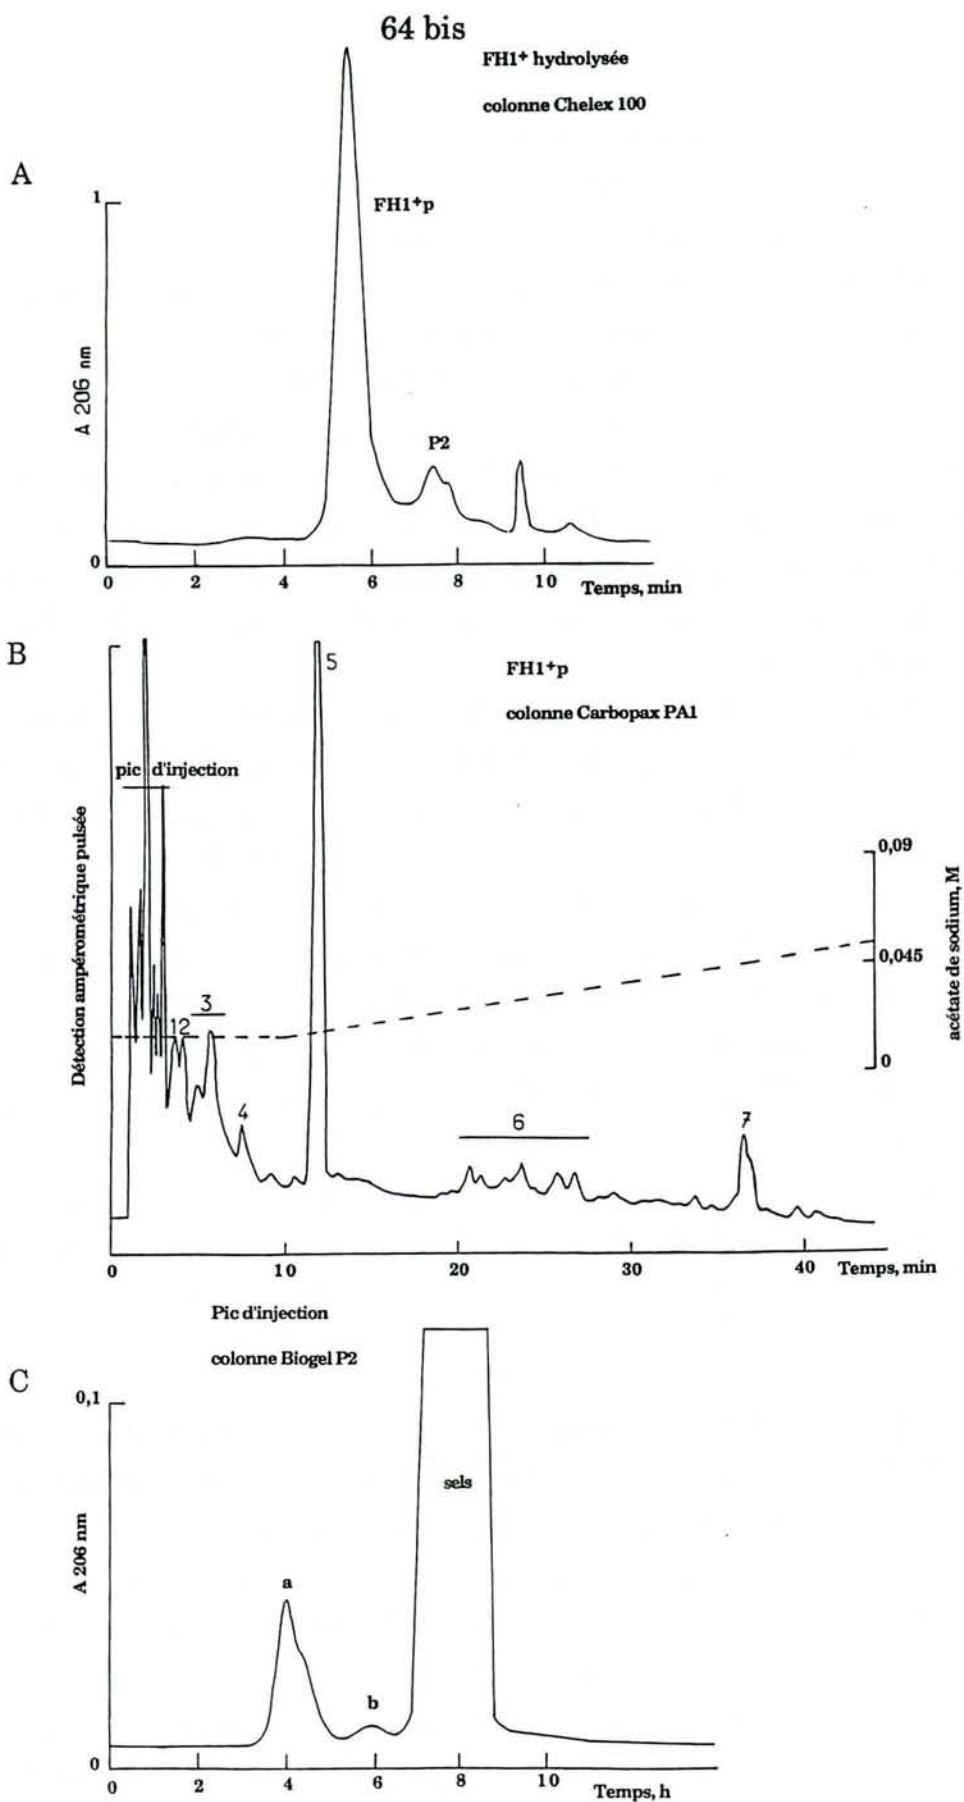 64 bis
FH1+ hydrolysée
colonne Chelex 100
A
1
FH1+p
A 206 nm
P2
0
0 2 4 6 8 10 Temps, min
B
5
FH1+p
colonne Carbopax PA1
pic d'injection
Détection ampérométrique pulsée
0,09
0,045
0
acétate de sodium, M
3
12
4
6
7
0 10 20 30 40 Temps, min
Pic d'injection
colonne Biogel P2
C
0,1
sels
A 206 nm
a
b
0
0 2 4 6 8 10 Temps, h